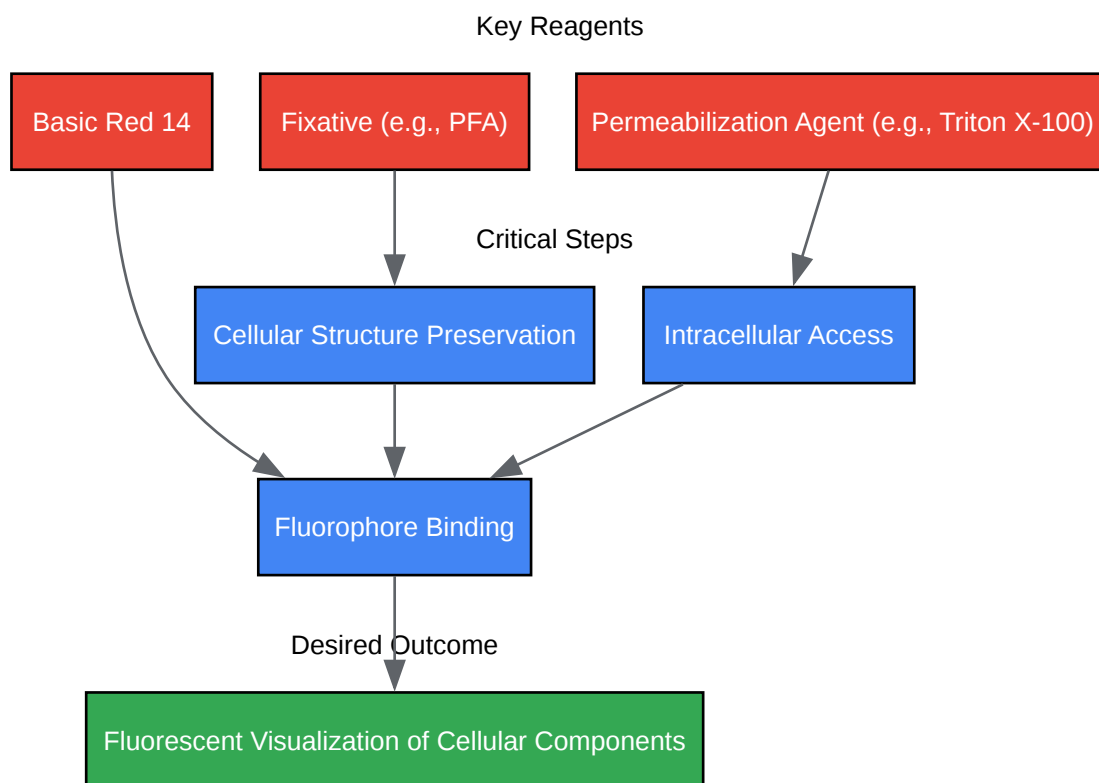 Key Reagents
Basic Red 14
Fixative (e.g., PFA)
Permeabilization Agent (e.g., Triton X-100)
Critical Steps
Cellular Structure Preservation
Intracellular Access
Fluorophore Binding
Desired Outcome
Fluorescent Visualization of Cellular Components